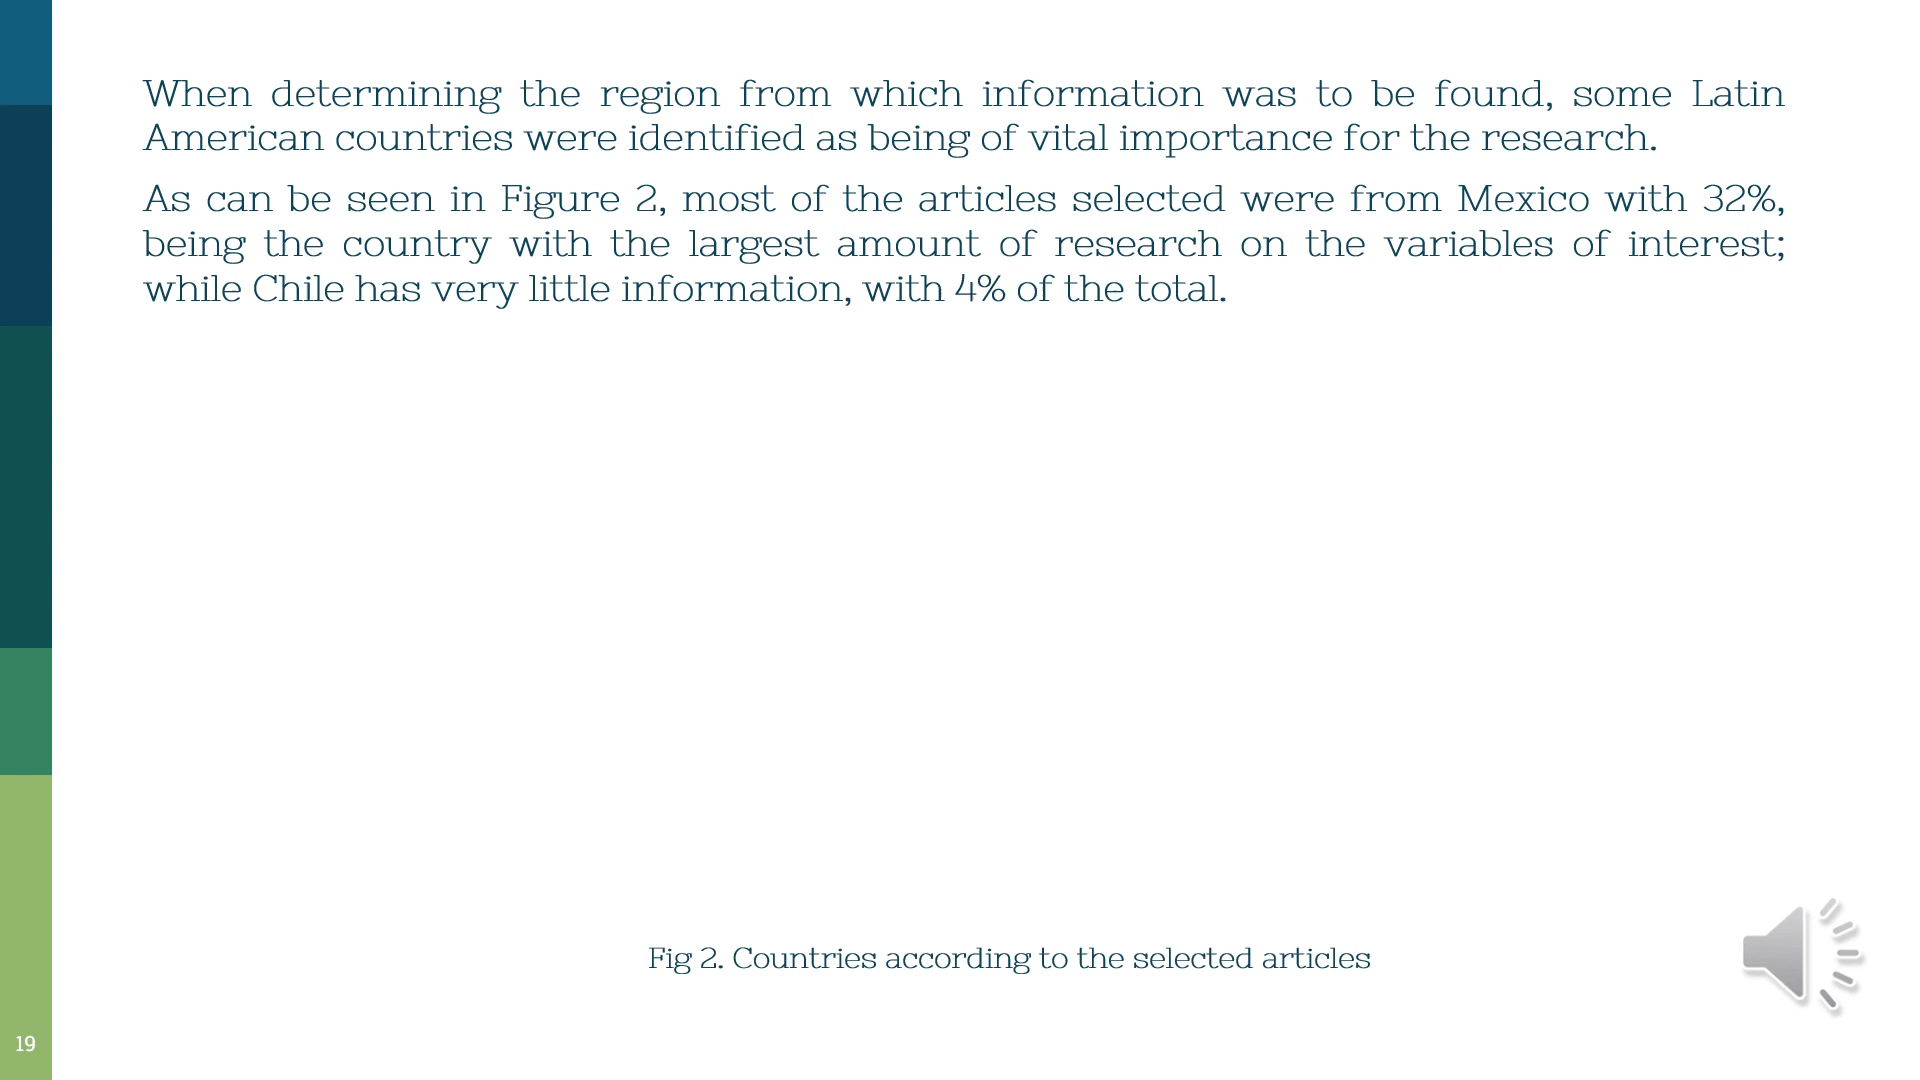 When determining the region from which information was to be found, some Latin
American countries were identified as being of vital importance for the research.
As can be seen in Figure 2, most of the articles selected were from Mexico with 32%,
being the country with the largest amount of research on the variables of interest;
while Chile has very little information, with 4% of the total.
Fig 2. Countries according to the selected articles
19